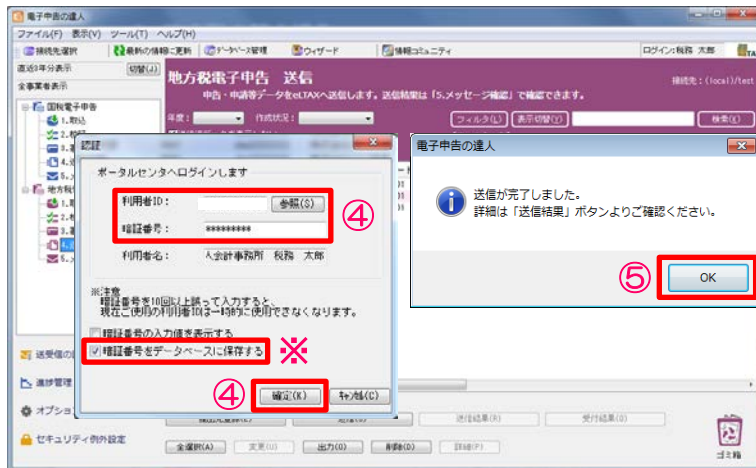 電子申告の達人
ファイル(F) 表示(V) ツール(T) ヘルプ(H)
接続先選択 最新の情報に更新 データベース管理 ウィザード 情報コミュニティ ログイン:税務 太郎
直近3年分表示 切替(J)
全事業者表示
地方税電子申告 送信
接続先:(local)/test
申告・申請等データをeLTAXへ送信します。送信結果は「5.メッセージ確認」で確認できます。
年度: 作成状況: フィルタ(L) 表示切替(Y) 検索(K)
国税電子申告
1.取込
認証
ポータルセンタへログインします
利用者ID: 参照(S)
④
暗証番号: *********
利用者名: 人会計事務所 税務 太郎
※注意
暗証番号を10回以上誤って入力すると、
現在ご使用の利用者IDは一時的に使用できなくなります。
暗証番号の入力値を表示する
暗証番号をデータベースに保存する
※
④
確定(K) キャンセル(C)
電子申告の達人
送信が完了しました。
詳細は「送信結果」ボタンよりご確認ください。
⑤
OK
進捗管理
セキュリティ例外設定
送信結果(R) 受付結果(O)
全選択(A) 変更(U) 出力(O) 削除(D) 詳細(P)
ゴミ箱